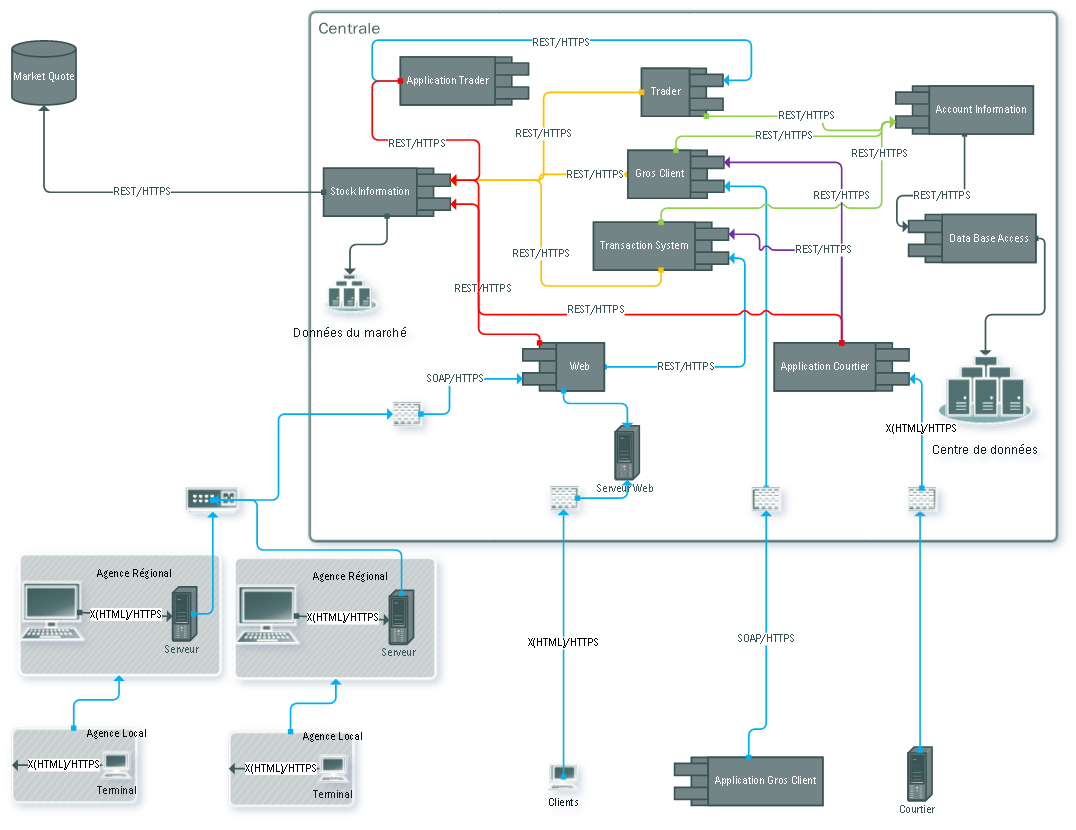 Centrale
REST/HTTPS
Market Quote
Application Trader
Trader
Account Information
REST/HTTPS
REST/HTTPS
REST/HTTPS
REST/HTTPS
REST/HTTPS
Gros Client
REST/HTTPS
Stock Information
REST/HTTPS
REST/HTTPS
REST/HTTPS
Transaction System
Data Base Access
REST/HTTPS
REST/HTTPS
REST/HTTPS
REST/HTTPS
Données du marché
Web
REST/HTTPS
Application Courtier
SOAP/HTTPS
X(HTML)/HTTPS
Centre de données
Serveur Web
Agence Régional
X(HTML)/HTTPS
Serveur
Agence Régional
X(HTML)/HTTPS
Serveur
X(HTML)/HTTPS
SOAP/HTTPS
Agence Local
X(HTML)/HTTPS
Terminal
Agence Local
X(HTML)/HTTPS
Terminal
Clients
Application Gros Client
Courtier